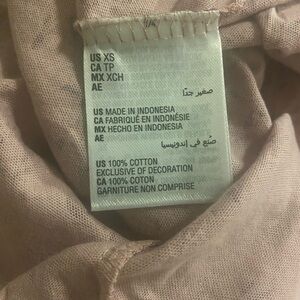 US XS
CA TP
MX XCH
AE
صغير جدًا
US MADE IN INDONESIA
CA FABRIQUÉ EN INDONÉSIE
MX HECHO EN INDONESIA
AE
صُنع في إندونيسيا
US 100% COTTON
EXCLUSIVE OF DECORATION
CA 100% COTON
GARNITURE NON COMPRISE